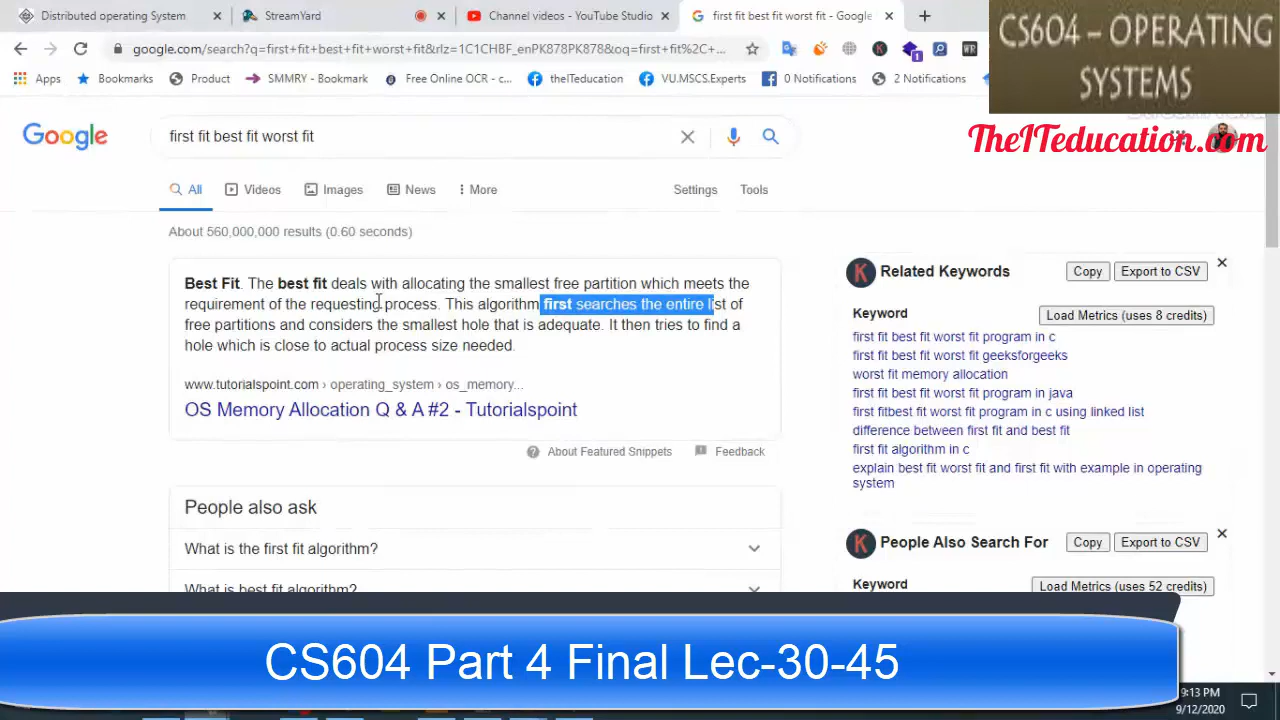 Distributed operating System
StreamYard
Channel videos - YouTube Studio
first fit best fit worst fit - Google
google.com/search?q=first+fit+best+fit+worst+fit&rlz=1C1CHBF_enPK878PK878&oq=first+fit%2C+...
Apps
Bookmarks
Product
SMMRY - Bookmark
Free Online OCR - c...
theITeducation
VU.MSCS.Experts
0 Notifications
2 Notifications
CS604 – OPERATING
SYSTEMS
TheITeducation.com
Google
first fit best fit worst fit
All
Videos
Images
News
More
Settings
Tools
About 560,000,000 results (0.60 seconds)
Best Fit. The best fit deals with allocating the smallest free partition which meets the
requirement of the requesting process. This algorithm first searches the entire list of
free partitions and considers the smallest hole that is adequate. It then tries to find a
hole which is close to actual process size needed.
www.tutorialspoint.com › operating_system › os_memory...
OS Memory Allocation Q & A #2 - Tutorialspoint
About Featured Snippets
Feedback
People also ask
What is the first fit algorithm?
What is best fit algorithm?
K
Related Keywords
Copy
Export to CSV
Keyword
Load Metrics (uses 8 credits)
first fit best fit worst fit program in c
first fit best fit worst fit geeksforgeeks
worst fit memory allocation
first fit best fit worst fit program in java
first fitbest fit worst fit program in c using linked list
difference between first fit and best fit
first fit algorithm in c
explain best fit worst fit and first fit with example in operating
system
K
People Also Search For
Copy
Export to CSV
Keyword
Load Metrics (uses 52 credits)
CS604 Part 4 Final Lec-30-45
9:13 PM
9/12/2020